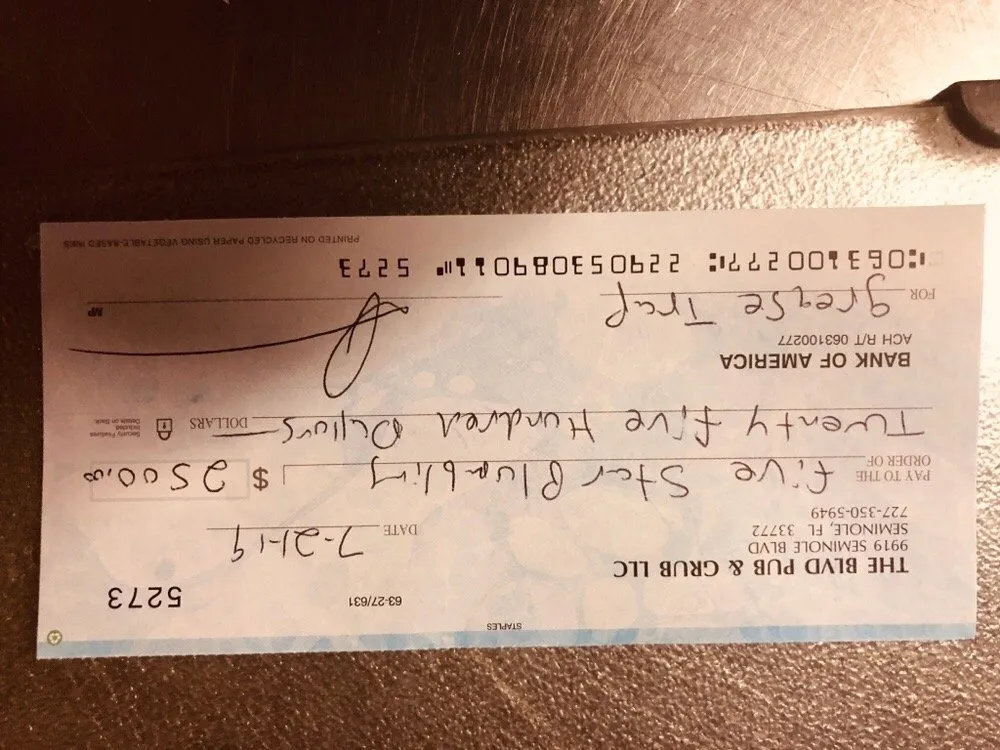 STAPLES
THE BLVD PUB & GRUB LLC
9919 SEMINOLE BLVD
SEMINOLE, FL 33772
727-350-5949
63-27/631
5273
DATE 7-21-19
PAY TO THE ORDER OF five Star Plumbling $ 2500.00
Twenty five Hundred Dollars DOLLARS
Security Features Included Details on Back.
BANK OF AMERICA
ACH R/T 063100277
FOR grease Trap
MP
⑆063100277⑆ 229053089011⑈ 5273
PRINTED ON RECYCLED PAPER USING VEGETABLE-BASED INKS